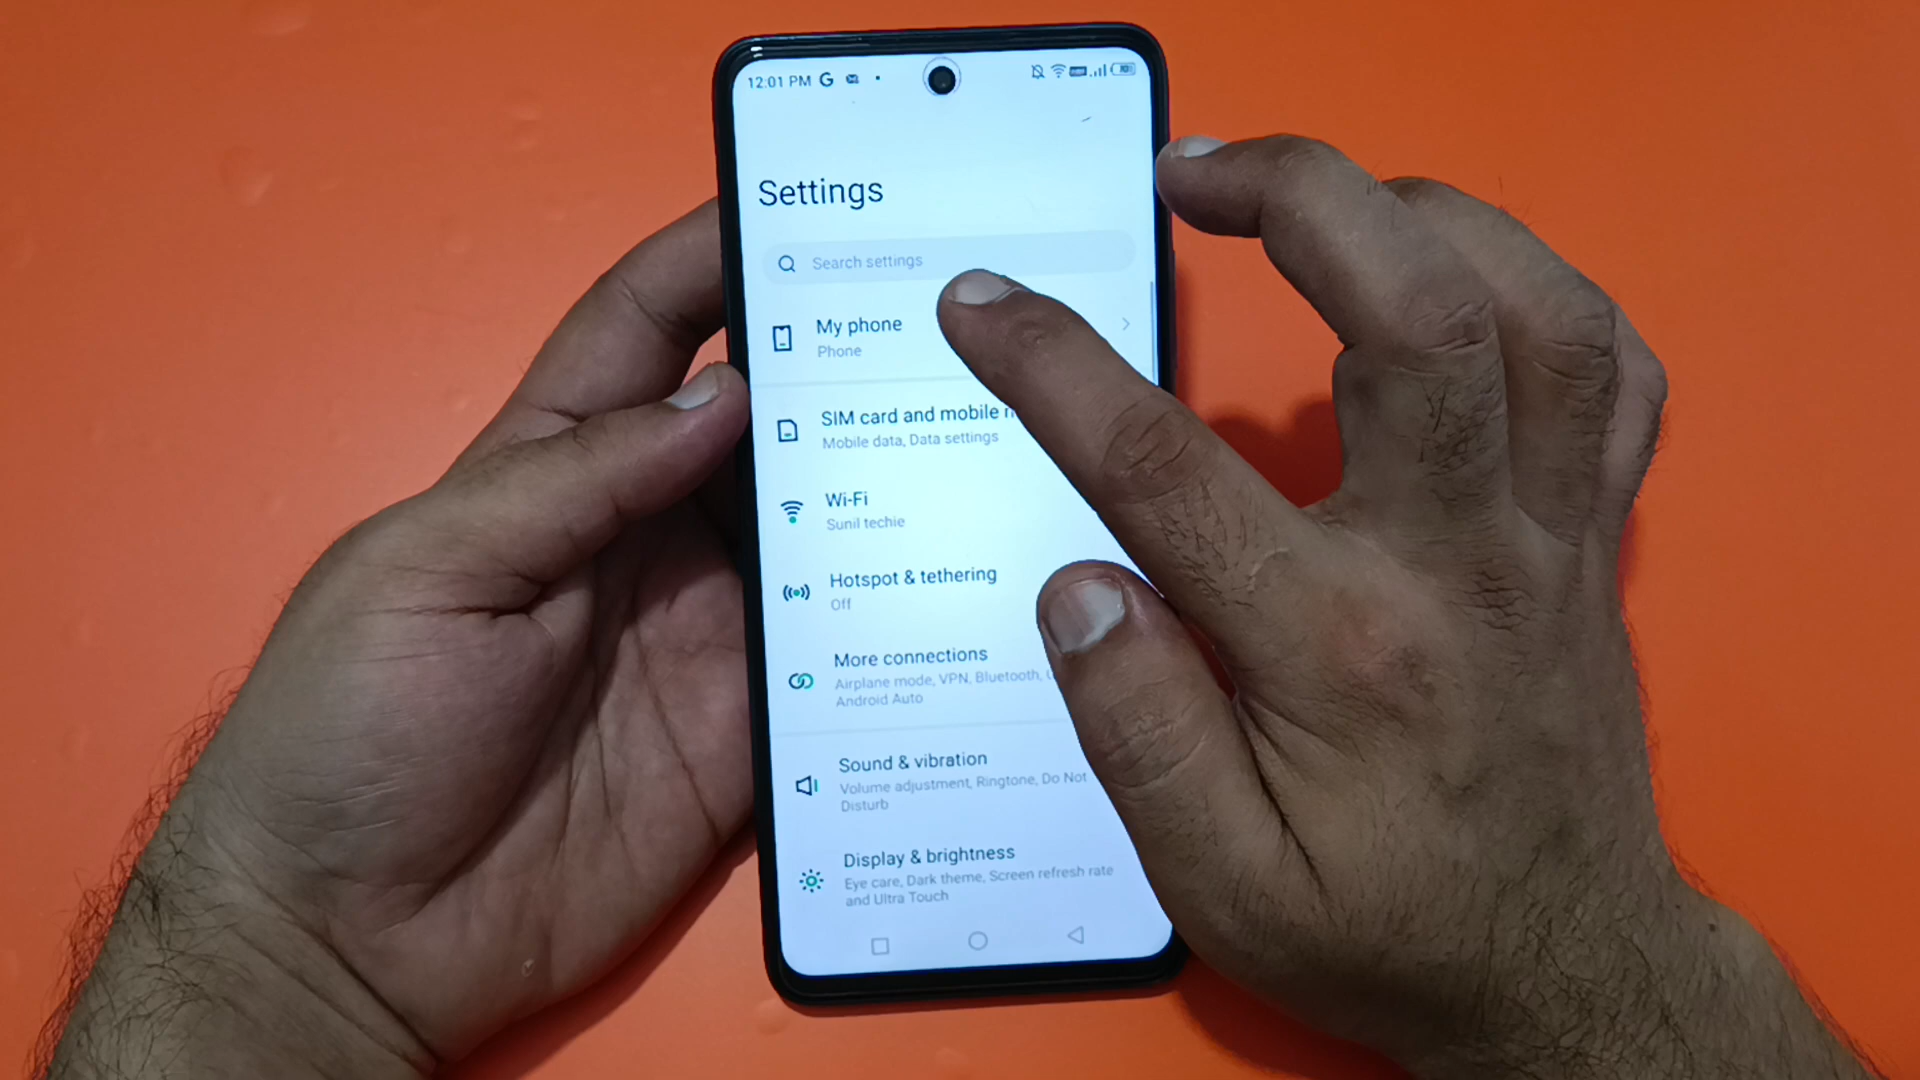 12:01 PM G
Settings
Search settings
My phone
Phone
SIM card and mobile
Mobile data, Data settings
Wi-Fi
Sunil techie
Hotspot & tethering
Off
More connections
Airplane mode, VPN, Bluetooth,
Android Auto
Sound & vibration
Volume adjustment, Ringtone, Do Not
Disturb
Display & brightness
Eye care, Dark theme, Screen refresh rate
and Ultra Touch